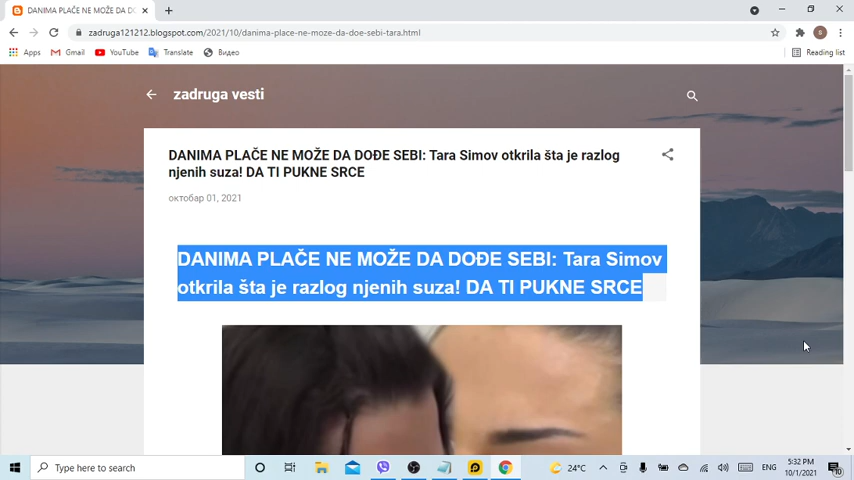 DANIMA PLAČE NE MOŽE DA DO
zadruga121212.blogspot.com/2021/10/danima-place-ne-moze-da-doe-sebi-tara.html
Apps Gmail YouTube Translate Видео Reading list
zadruga vesti
DANIMA PLAČE NE MOŽE DA DOĐE SEBI: Tara Simov otkrila šta je razlog
njenih suza! DA TI PUKNE SRCE
октобар 01, 2021
DANIMA PLAČE NE MOŽE DA DOĐE SEBI: Tara Simov
otkrila šta je razlog njenih suza! DA TI PUKNE SRCE
Type here to search
24°C
ENG
5:32 PM
10/1/2021
10